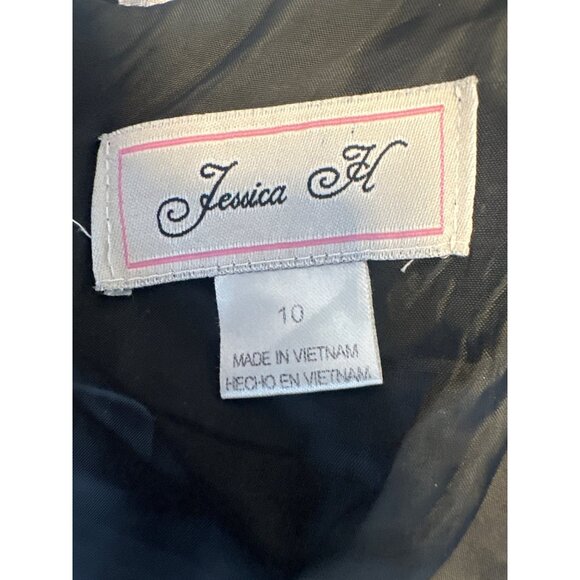 Jessica H
10
MADE IN VIETNAM
HECHO EN VIETNAM